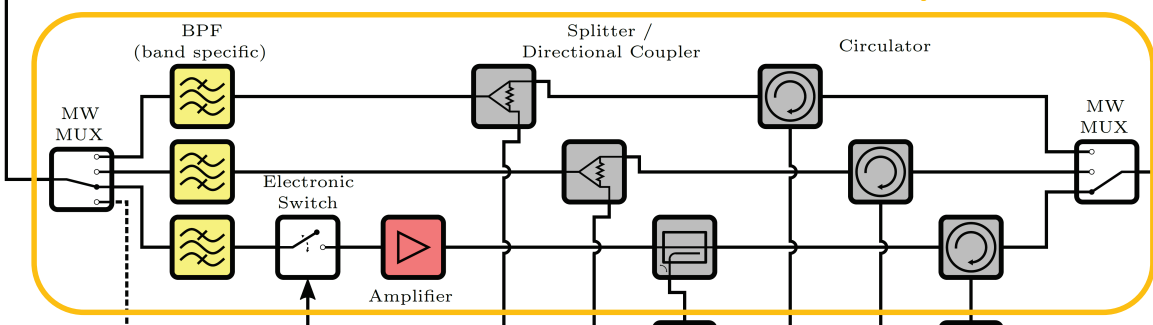 BPF
(band specific)
Splitter /
Directional Coupler
Circulator
MW
MUX
MW
MUX
Electronic
Switch
Amplifier